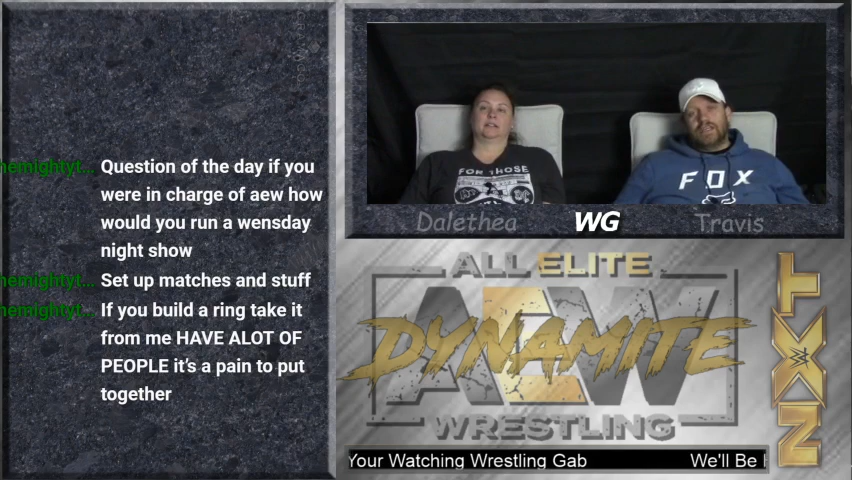 hemightyt... Question of the day if you
were in charge of aew how
would you run a wensday
night show
hemightyt... Set up matches and stuff
hemightyt... If you build a ring take it
from me HAVE ALOT OF
PEOPLE it's a pain to put
together
FOR THOSE
FOX
Dalethea
WG
Travis
ALL ELITE
AEW
DYNAMITE
WRESTLING
NXT
W
Your Watching Wrestling Gab
We'll Be